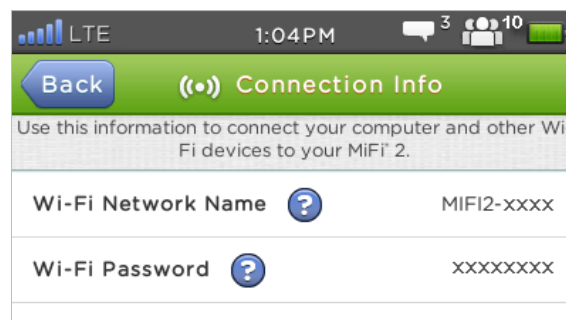 LTE 1:04PM 3 10
Back Connection Info
Use this information to connect your computer and other Wi-
Fi devices to your MiFi® 2.
Wi-Fi Network Name ? MIFI2-xxxx
Wi-Fi Password ? xxxxxxxx